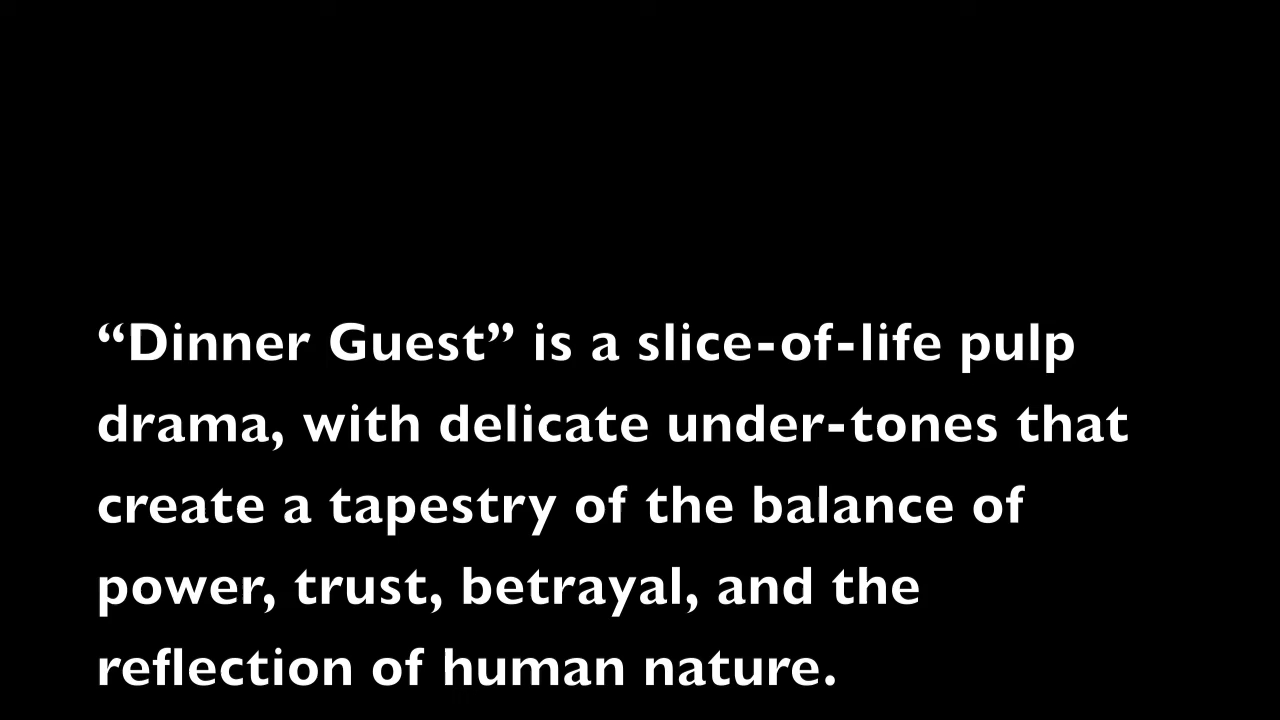 “Dinner Guest” is a slice-of-life pulp
drama, with delicate under-tones that
create a tapestry of the balance of
power, trust, betrayal, and the
reflection of human nature.